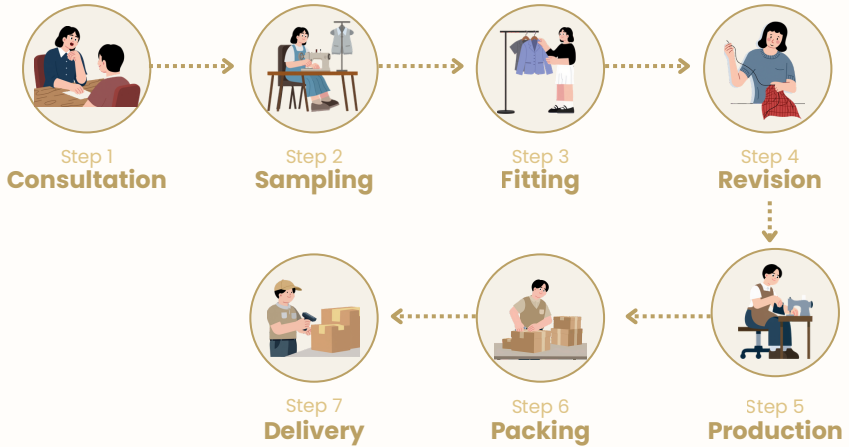 Step 1
Consultation
Step 2
Sampling
Step 3
Fitting
Step 4
Revision
Step 5
Production
Step 6
Packing
Step 7
Delivery